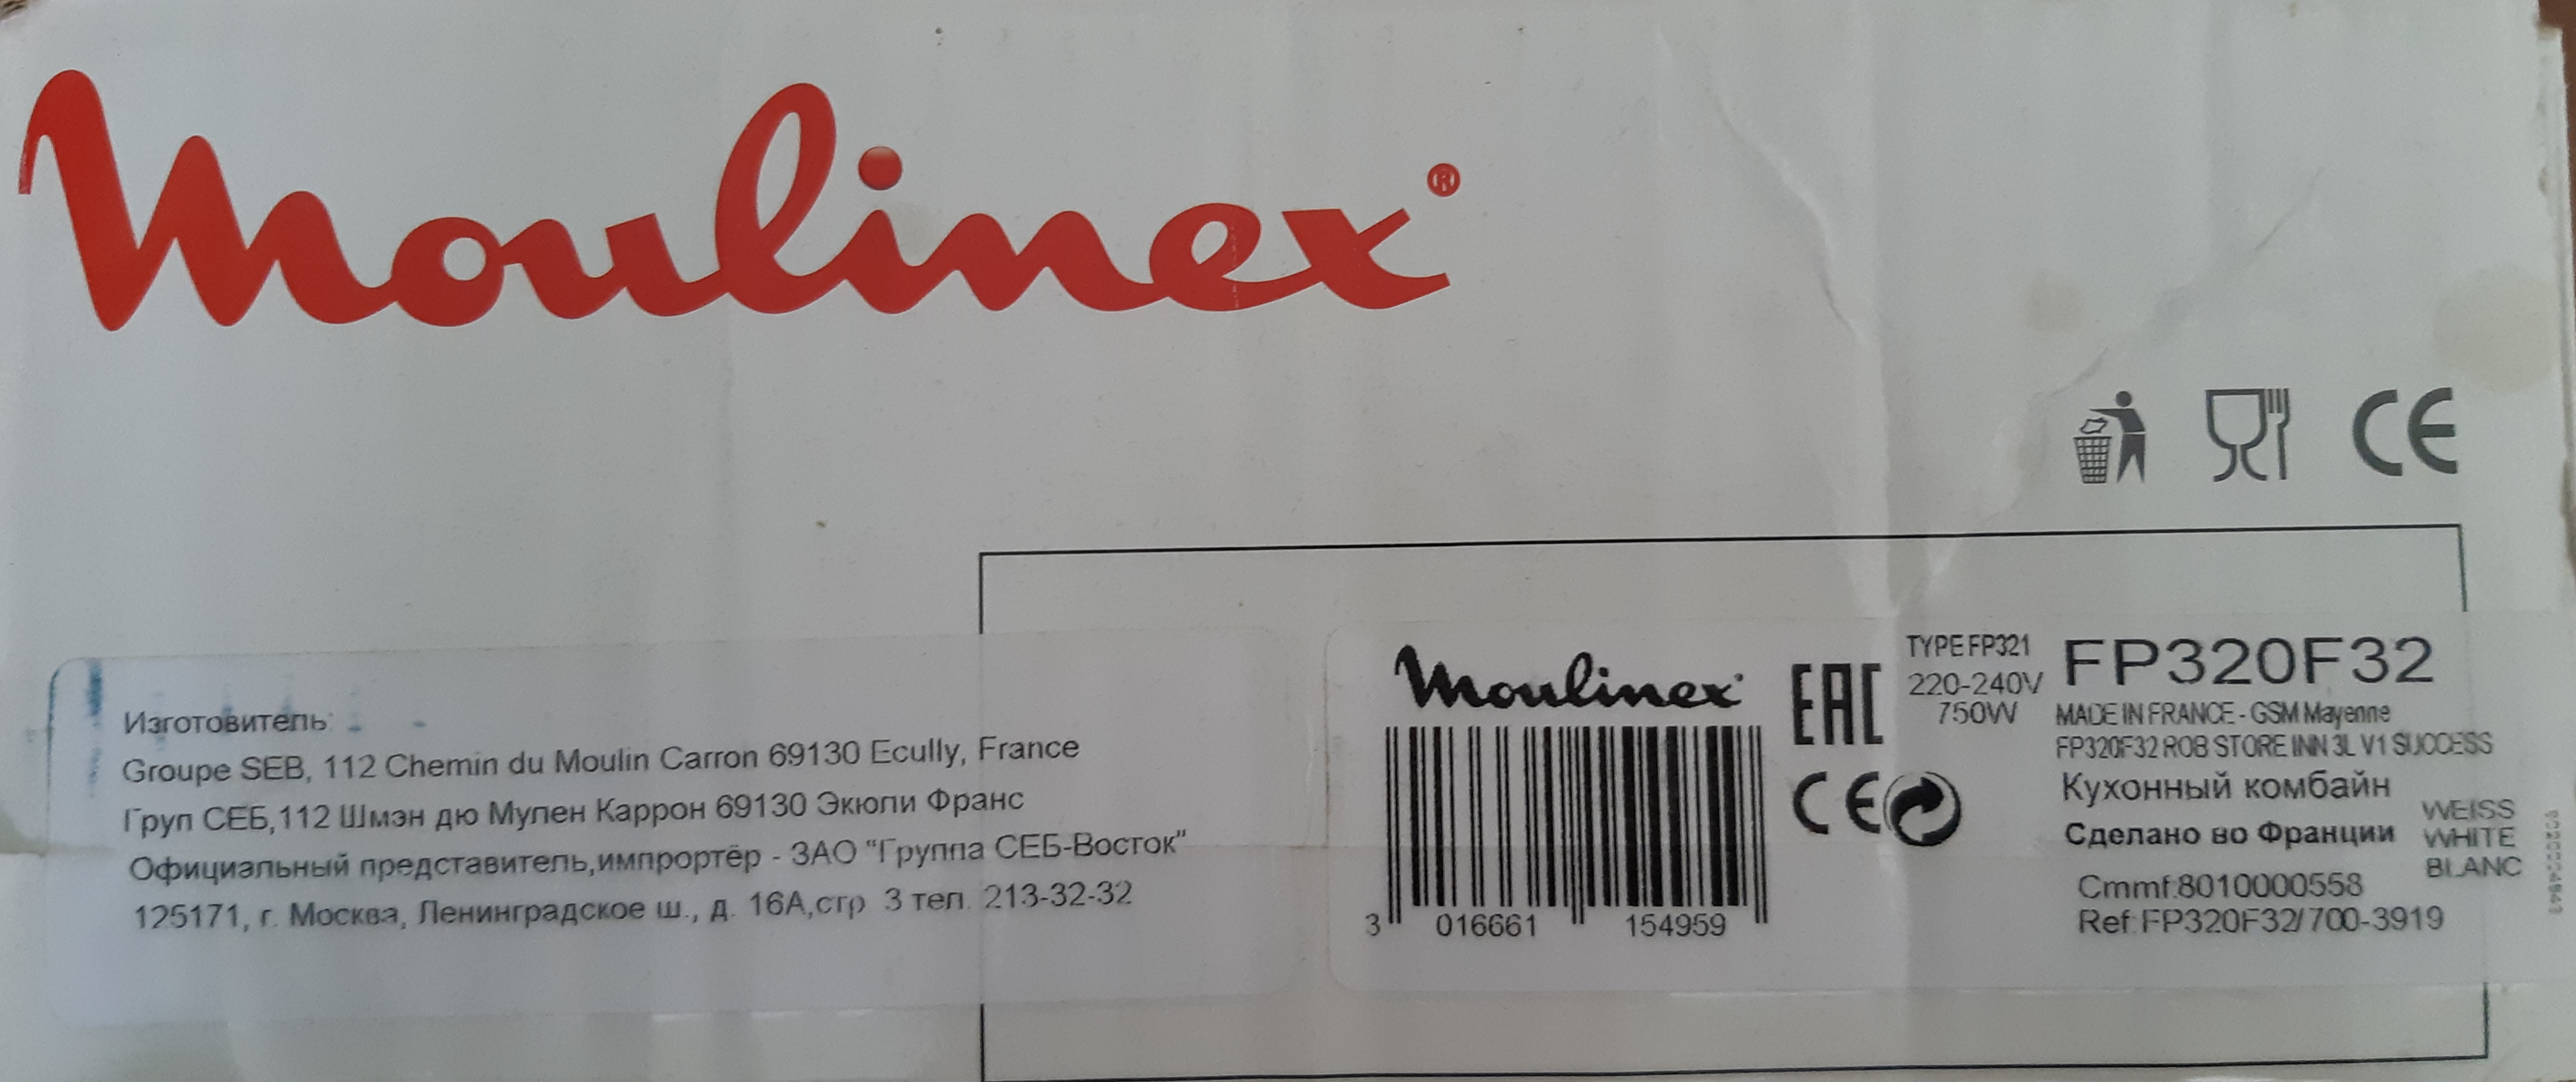 Moulinex®
Изготовитель:
Groupe SEB, 112 Chemin du Moulin Carron 69130 Ecully, France
Груп СЕБ,112 Шмэн дю Мулен Каррон 69130 Экюли Франс
Официальный представитель,импрортёр - ЗАО "Группа СЕБ-Восток"
125171, г. Москва, Ленинградское ш., д. 16А,стр 3 тел. 213-32-32
Moulinex
3 016661 154959
EAC
CE
TYPE FP321
220-240V
750W
FP320F32
MADE IN FRANCE - GSM Mayenne
FP320F32 ROB STORE INN 3L V1 SUCCESS
Кухонный комбайн
Сделано во Франции
WEISS
WHITE
BLANC
Cmmf:8010000558
Ref:FP320F32/700-3919
CE